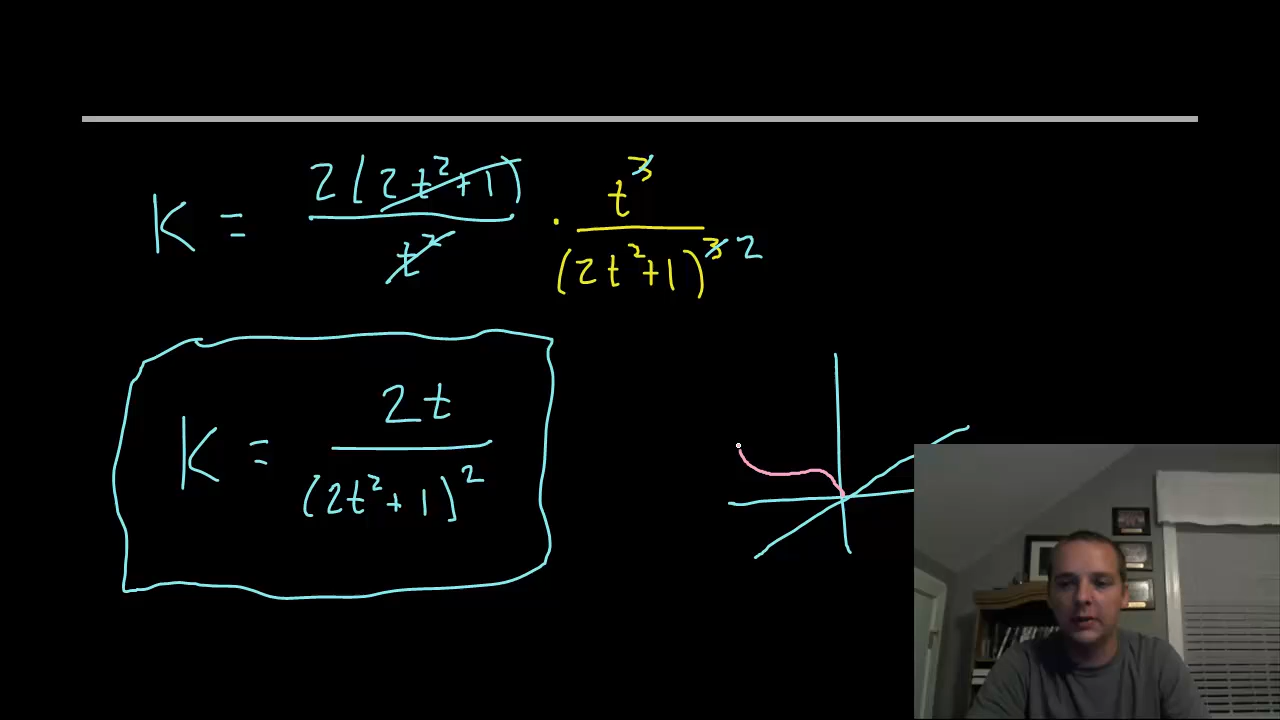 K = 2(2t²+1)/t² · t³/(2t²+1)³ 2
K = 2t/(2t²+1)²